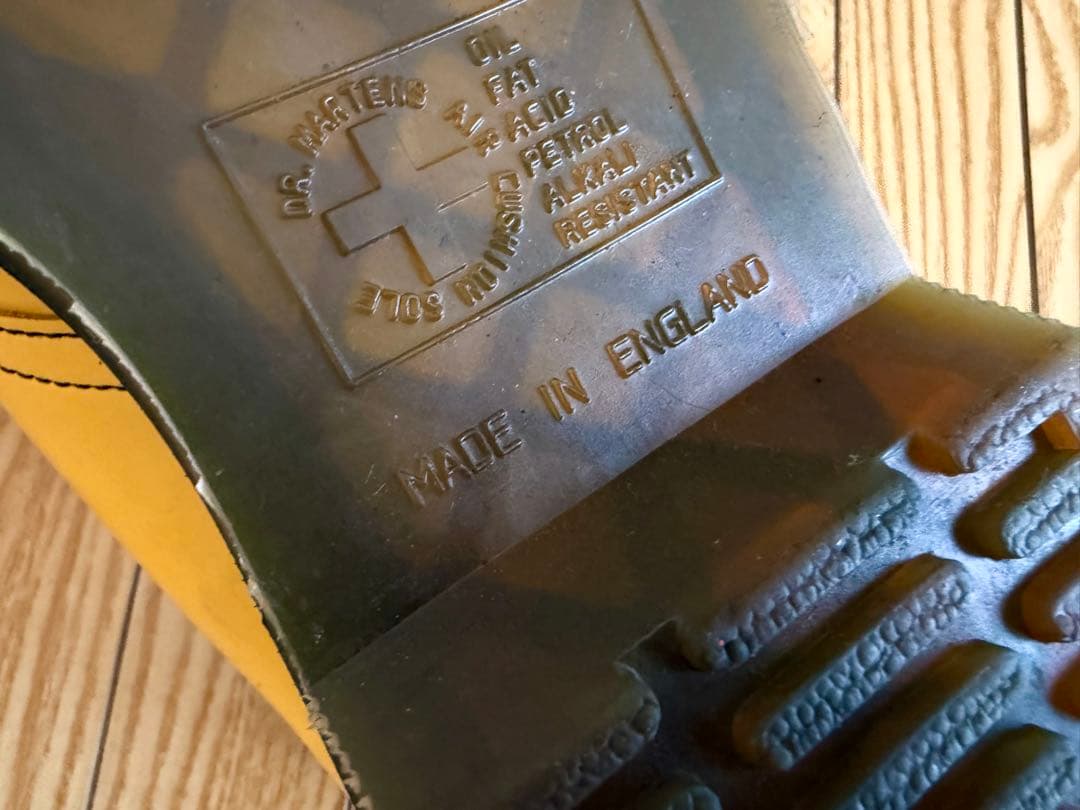 DR. MARTENS
AIR
CUSHION
SOLE
OIL
FAT
ACID
PETROL
ALKALI
RESISTANT
MADE IN ENGLAND